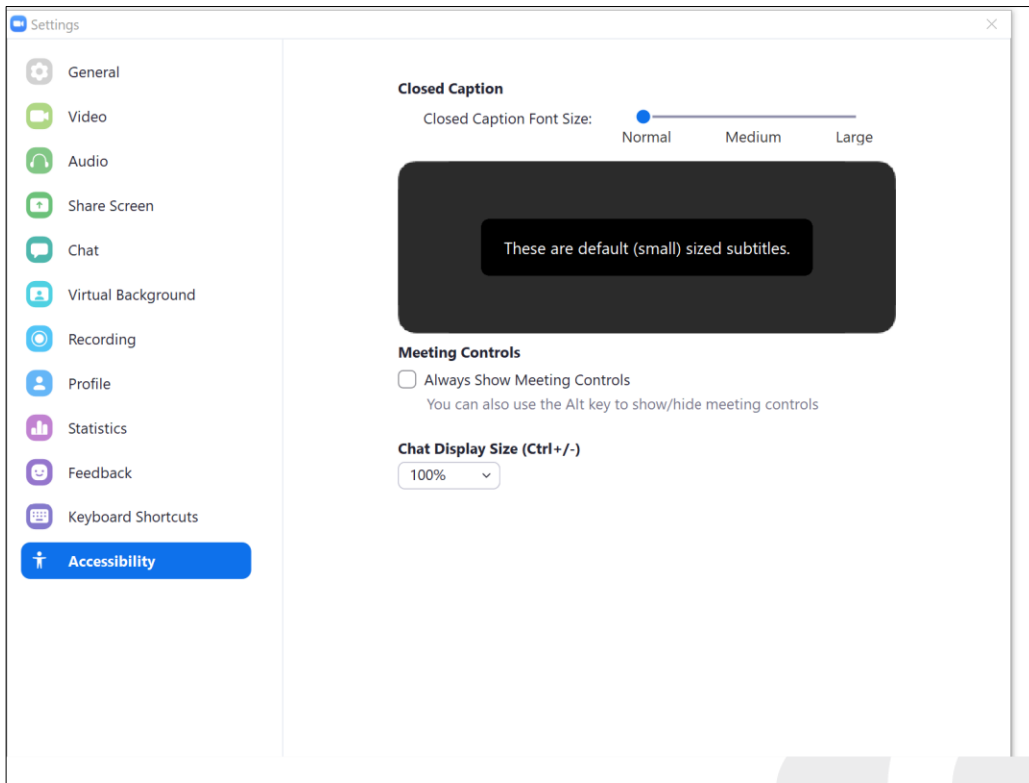 Settings
General
Video
Audio
Share Screen
Chat
Virtual Background
Recording
Profile
Statistics
Feedback
Keyboard Shortcuts
Accessibility
Closed Caption
Closed Caption Font Size:
Normal Medium Large
These are default (small) sized subtitles.
Meeting Controls
Always Show Meeting Controls
You can also use the Alt key to show/hide meeting controls
Chat Display Size (Ctrl+/-)
100%